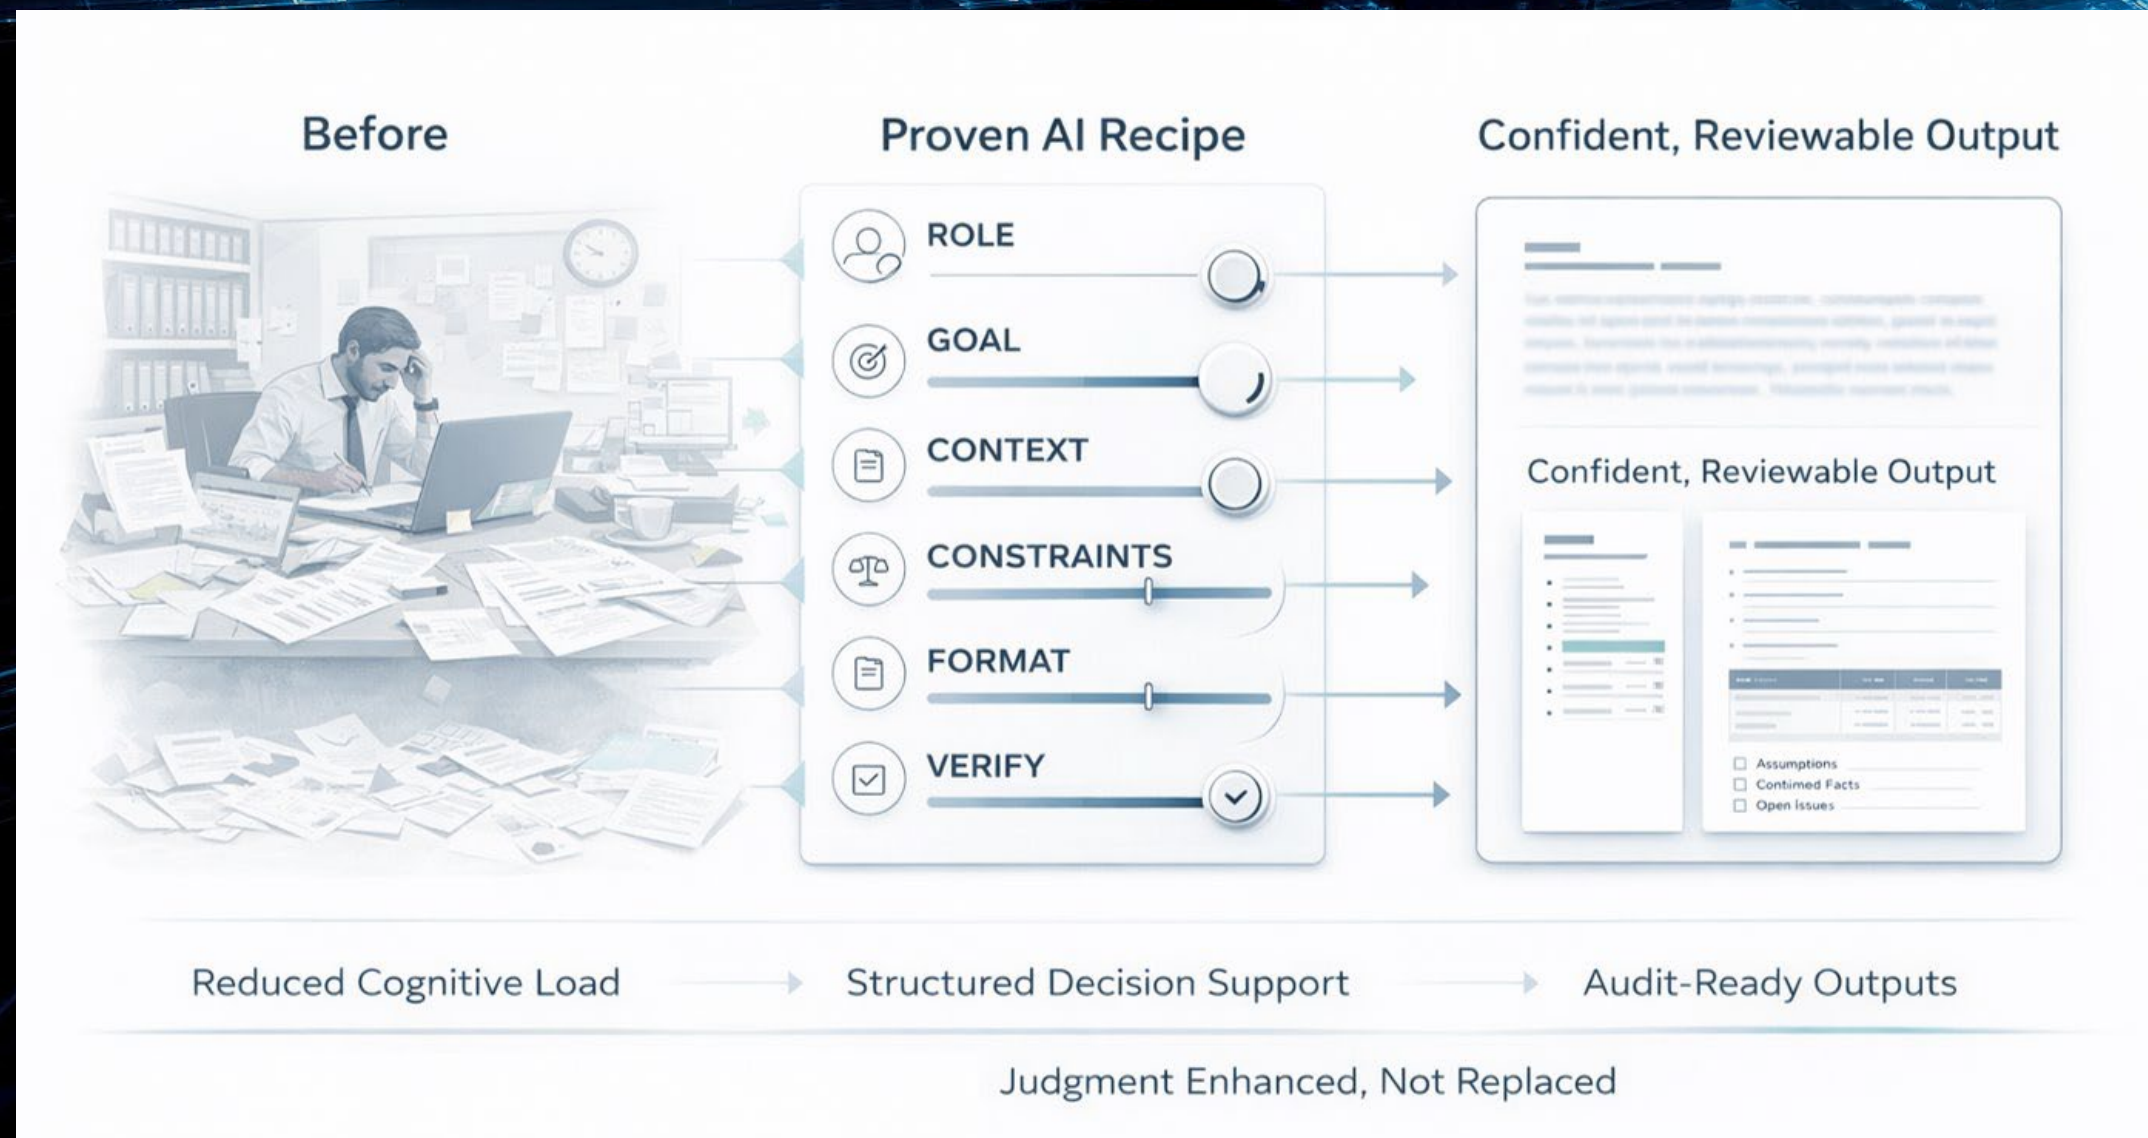 Before
Proven AI Recipe
Confident, Reviewable Output
ROLE
GOAL
CONTEXT
CONSTRAINTS
FORMAT
VERIFY
Confident, Reviewable Output
Assumptions
Contimed Facts
Open Issues
Reduced Cognitive Load
Structured Decision Support
Audit-Ready Outputs
Judgment Enhanced, Not Replaced